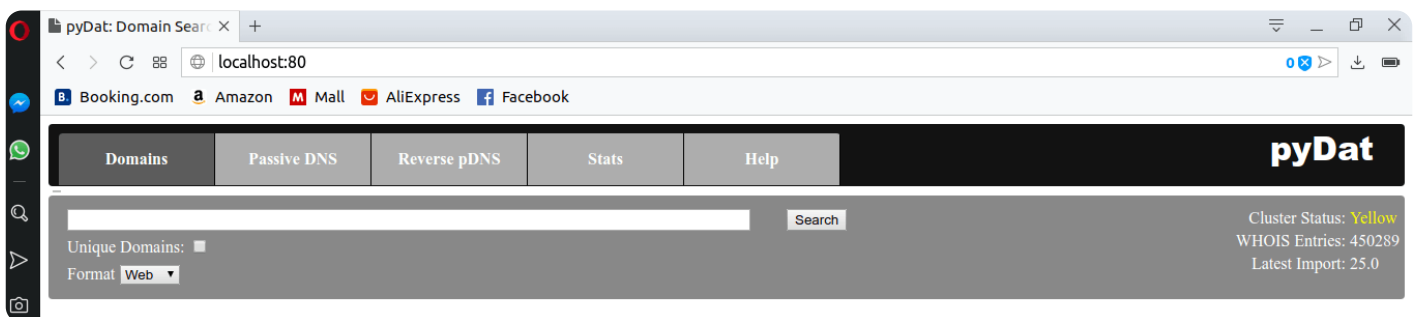 pyDat: Domain Searc
localhost:80
0
B. Booking.com a Amazon M Mall AliExpress f Facebook
Domains Passive DNS Reverse pDNS Stats Help pyDat
Search
Cluster Status: Yellow
Unique Domains:
WHOIS Entries: 450289
Format Web
Latest Import: 25.0